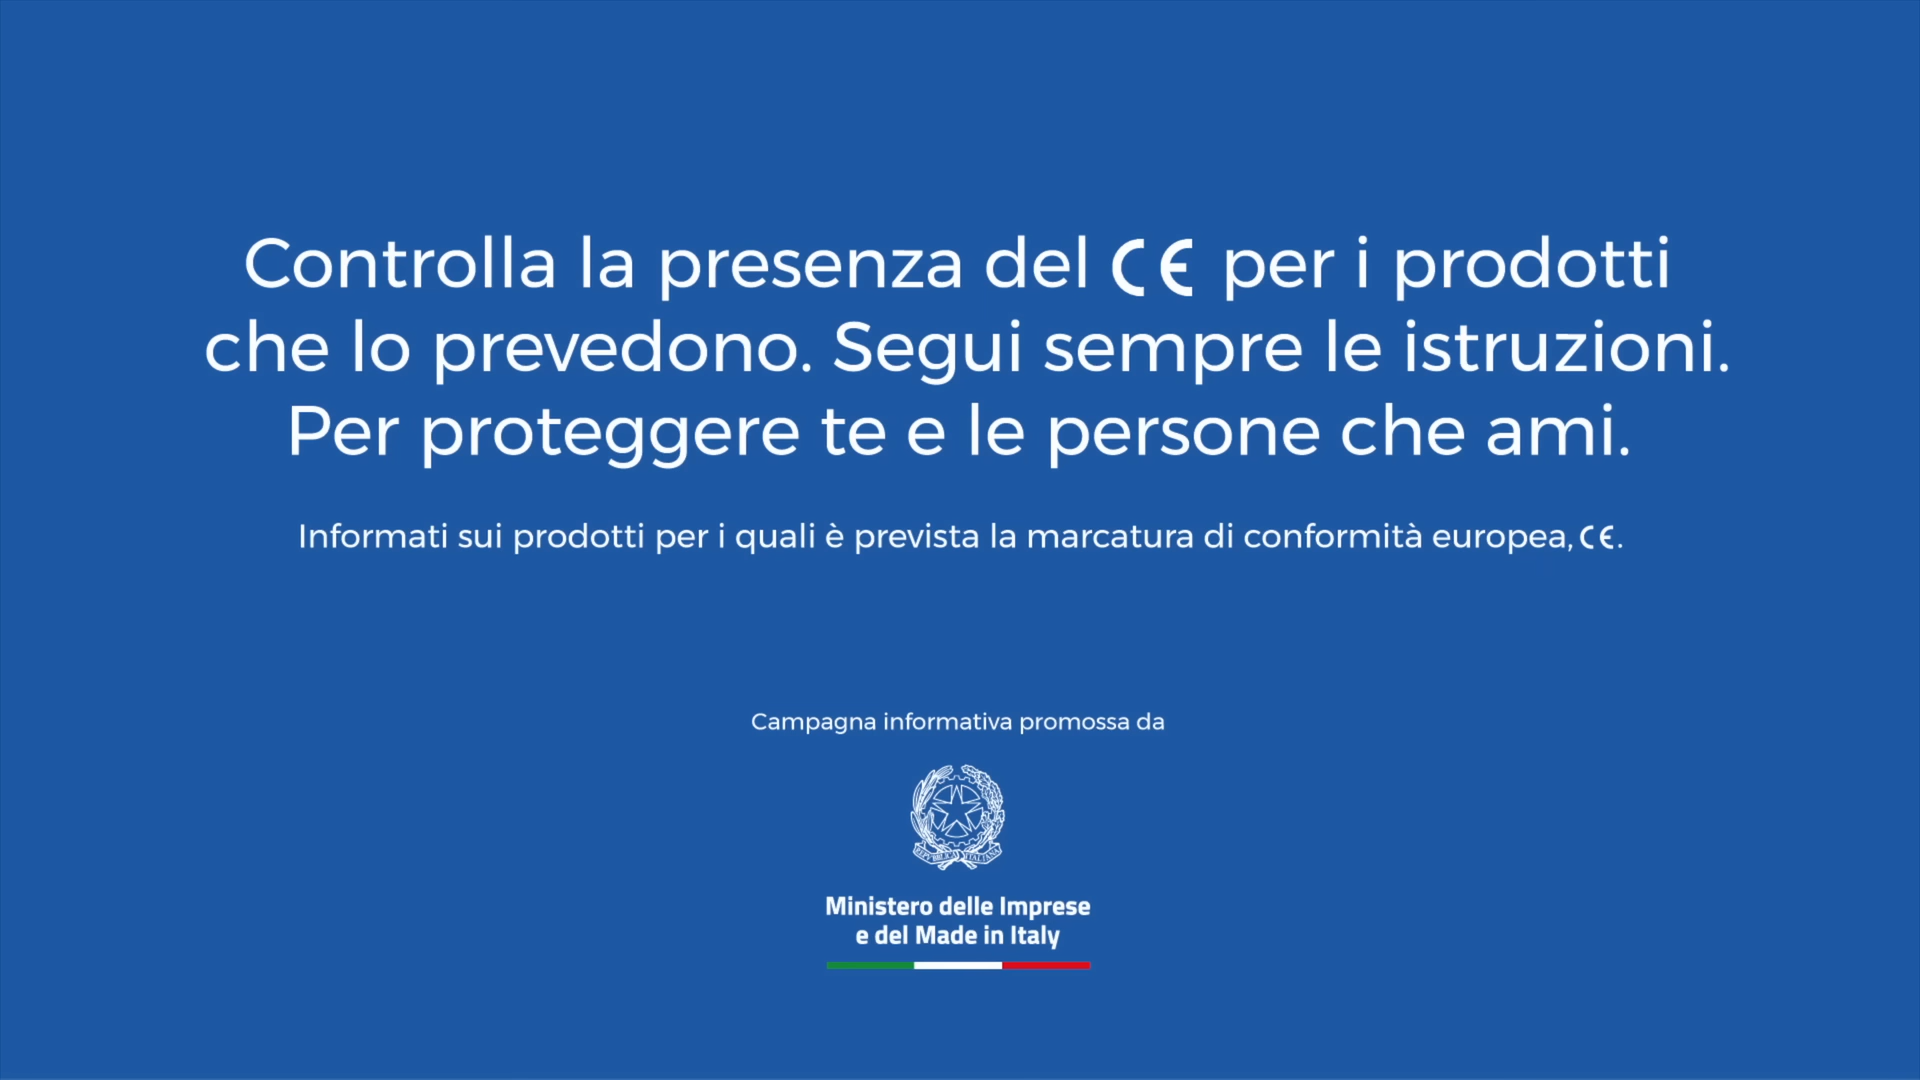 Controlla la presenza del CE per i prodotti
che lo prevedono. Segui sempre le istruzioni.
Per proteggere te e le persone che ami.
Informati sui prodotti per i quali è prevista la marcatura di conformità europea, CE.
Campagna informativa promossa da
REPVBBLICA ITALIANA
Ministero delle Imprese
e del Made in Italy